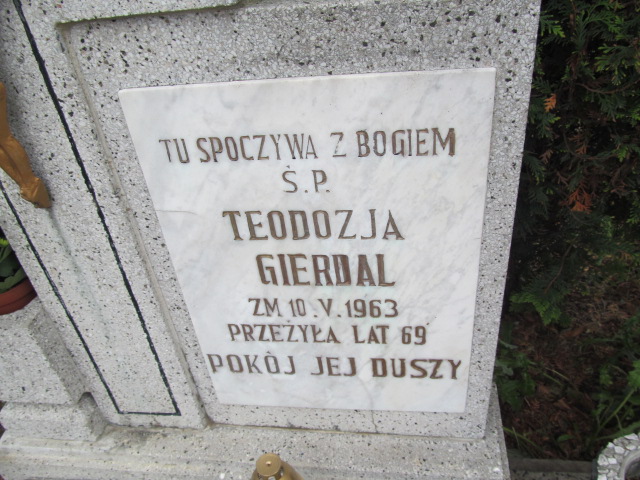 TU SPOCZYWA Z BOGIEM
Ś.P.
TEODOZJA
GIERDAL
ZM 10.V.1963
PRZEŻYŁA LAT 69
POKÓJ JEJ DUSZY